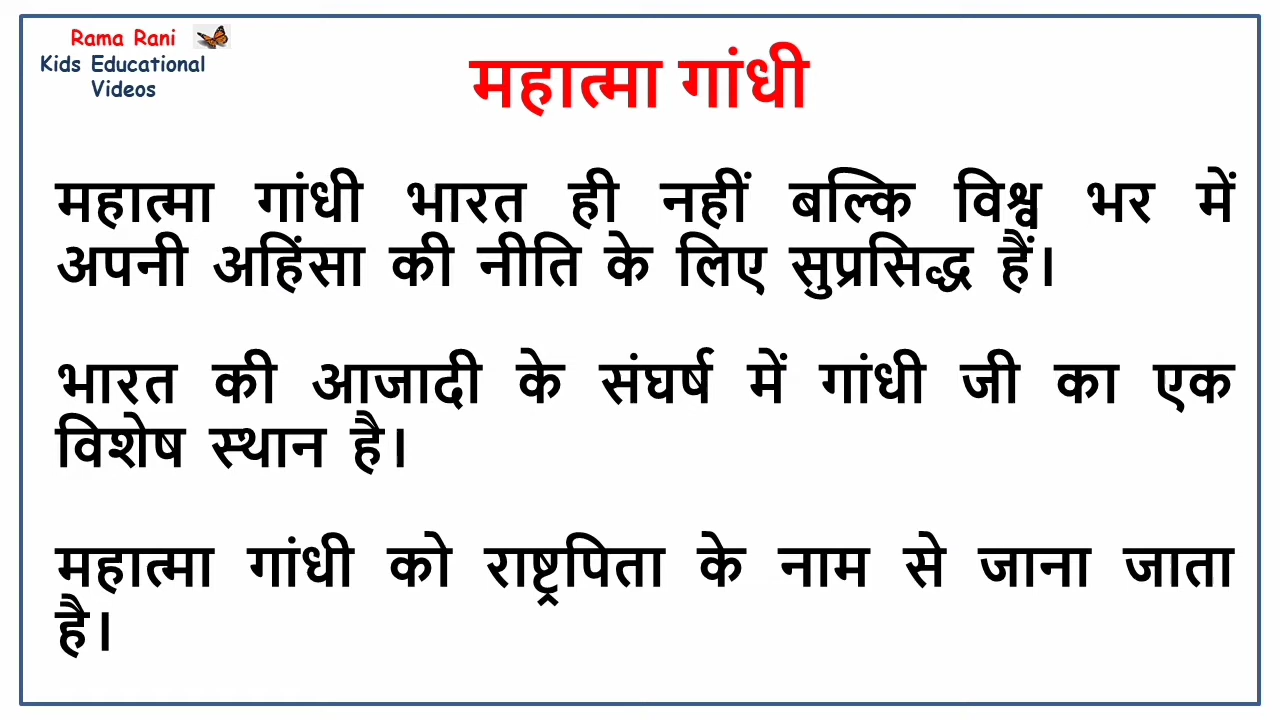 Rama Rani
Kids Educational
Videos
महात्मा गांधी
महात्मा गांधी भारत ही नहीं बल्कि विश्व भर में
अपनी अहिंसा की नीति के लिए सुप्रसिद्ध हैं।
भारत की आजादी के संघर्ष में गांधी जी का एक
विशेष स्थान है।
महात्मा गांधी को राष्ट्रपिता के नाम से जाना जाता
है।